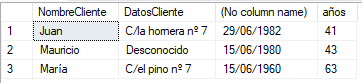 NombreCliente DatosCliente (No column name) años
1 Juan C/la homera nº 7 29/06/1982 41
2 Mauricio Desconocido 15/06/1980 43
3 María C/el pino nº 7 15/06/1960 63